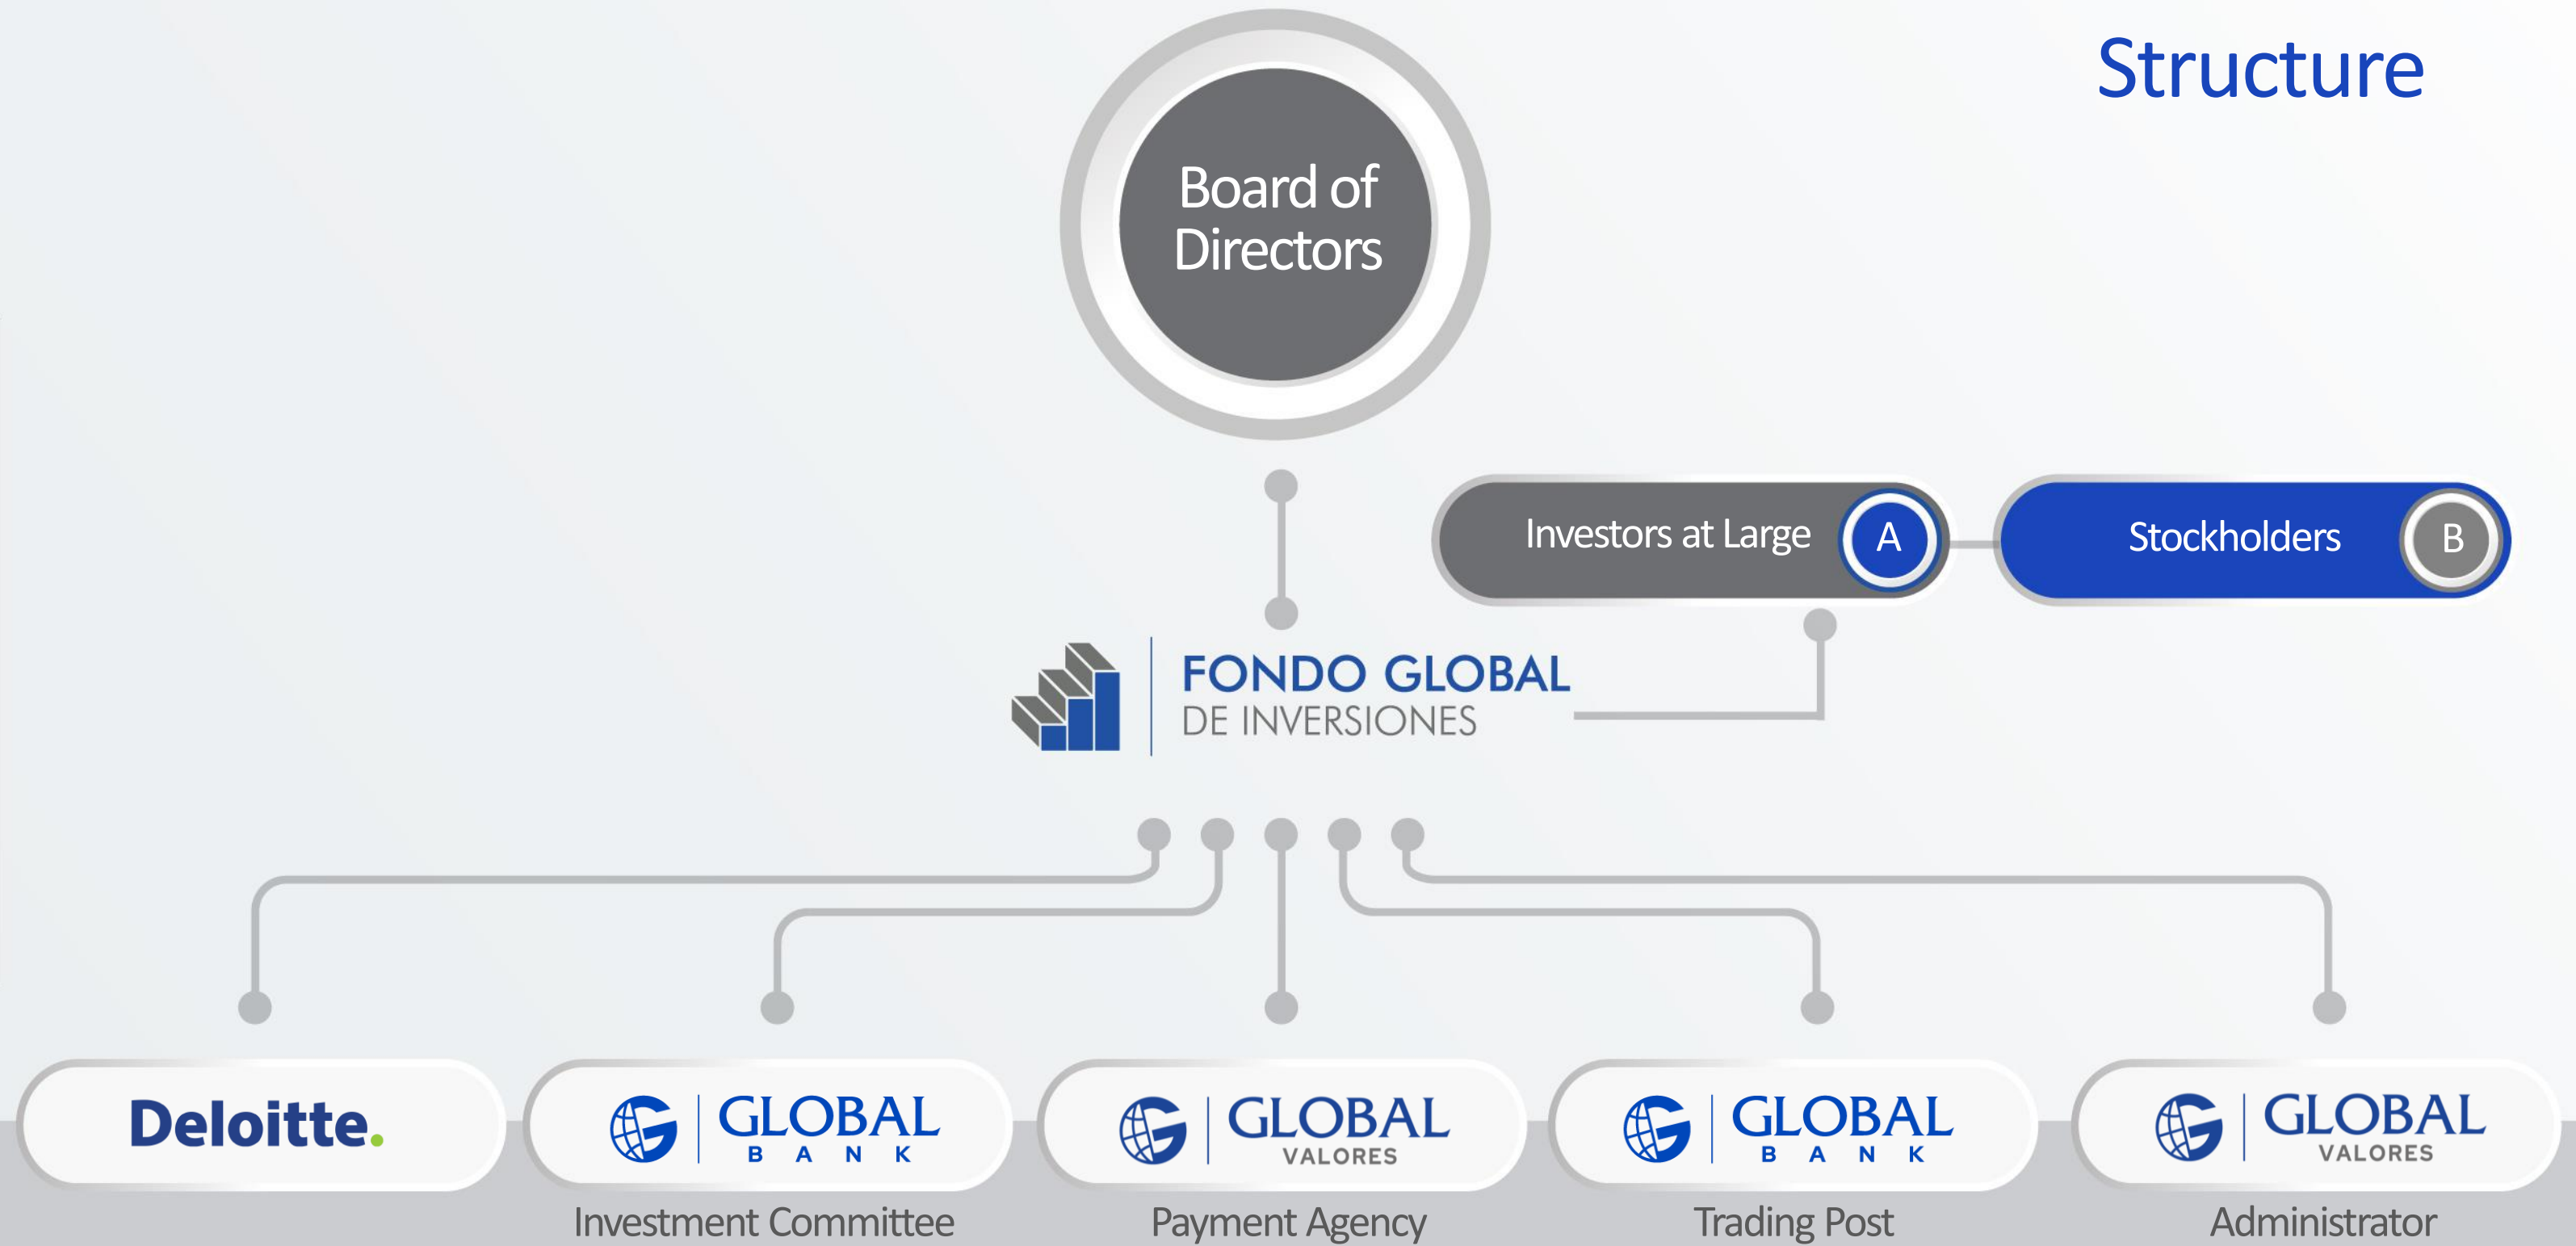 Structure
Board of
Directors
Investors at Large A
Stockholders B
FONDO GLOBAL
DE INVERSIONES
Deloitte.
GLOBAL
BANK
Investment Committee
GLOBAL
VALORES
Payment Agency
GLOBAL
BANK
Trading Post
GLOBAL
VALORES
Administrator